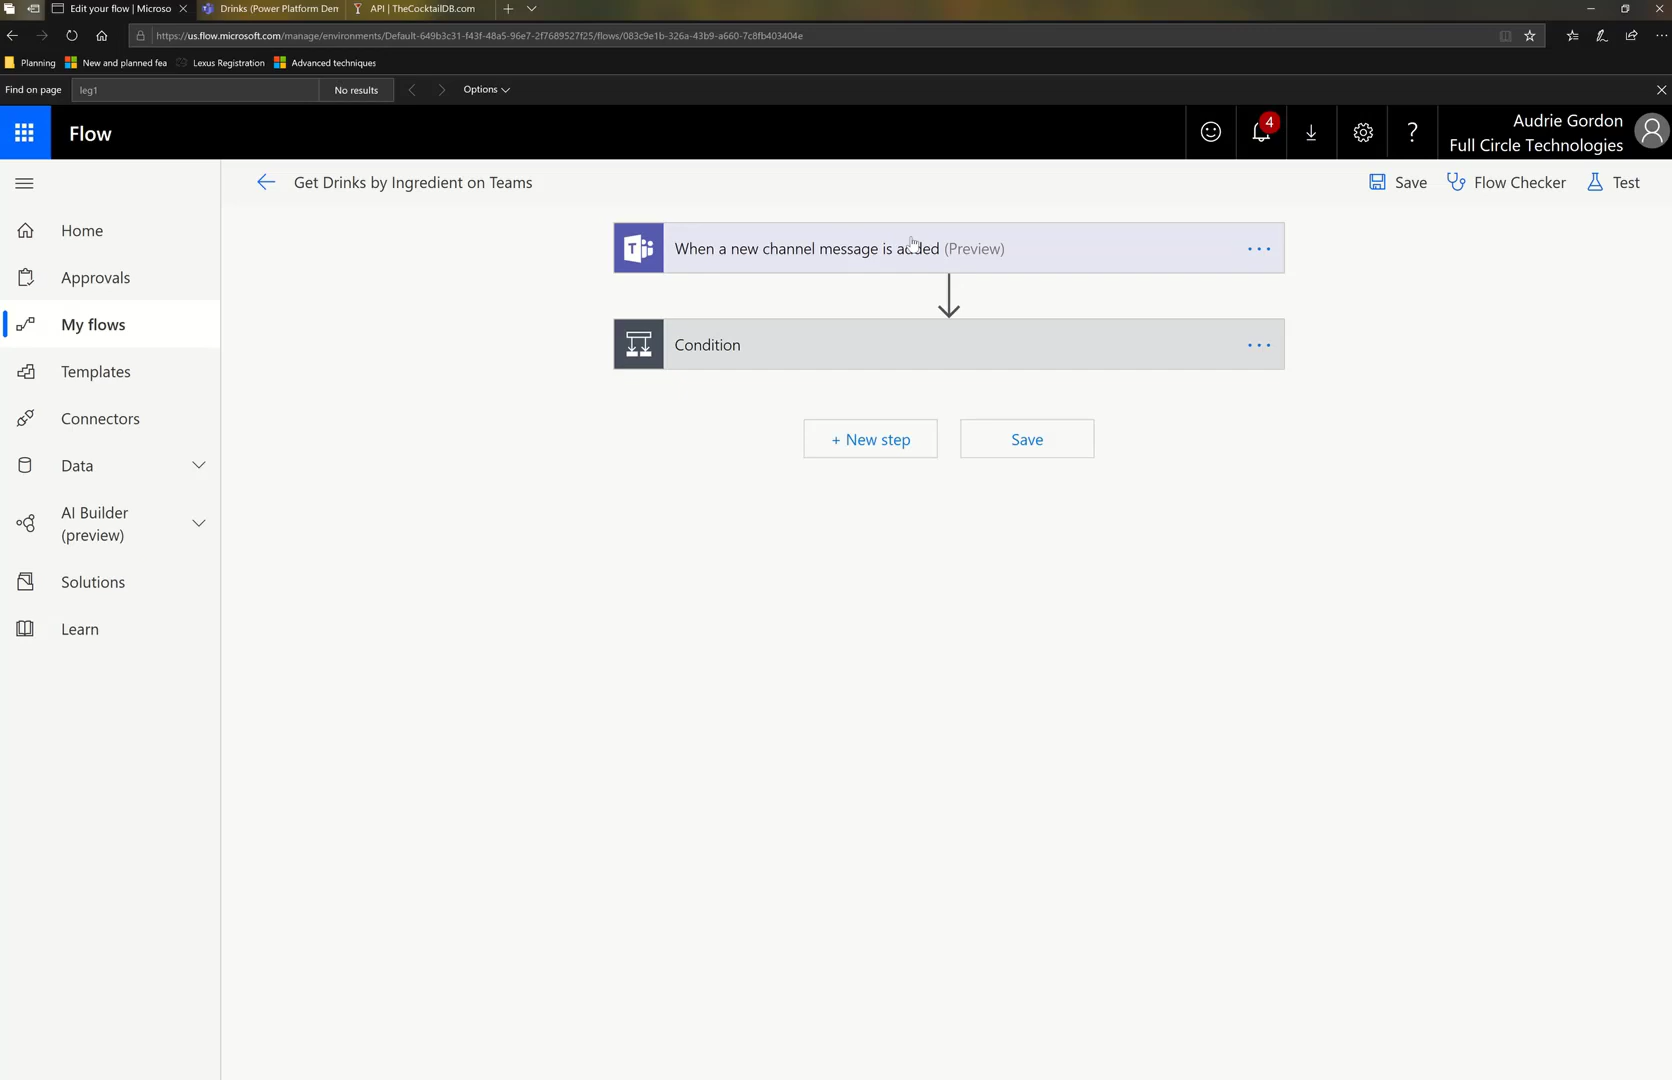 Edit your flow | Microso
Drinks (Power Platform Den
API | TheCocktailDB.com
https://us.flow.microsoft.com/manage/environments/Default-649b3c31-f43f-48a5-96e7-2f7689527f25/flows/083c9e1b-326a-43b9-a660-7c8fb403404e
Planning
New and planned fea
Lexus Registration
Advanced techniques
Find on page
leg1
No results
Options
Flow
4
?
Audrie Gordon
Full Circle Technologies
Get Drinks by Ingredient on Teams
Save
Flow Checker
Test
Home
Approvals
My flows
Templates
Connectors
Data
AI Builder
(preview)
Solutions
Learn
When a new channel message is added (Preview)
Condition
+ New step
Save